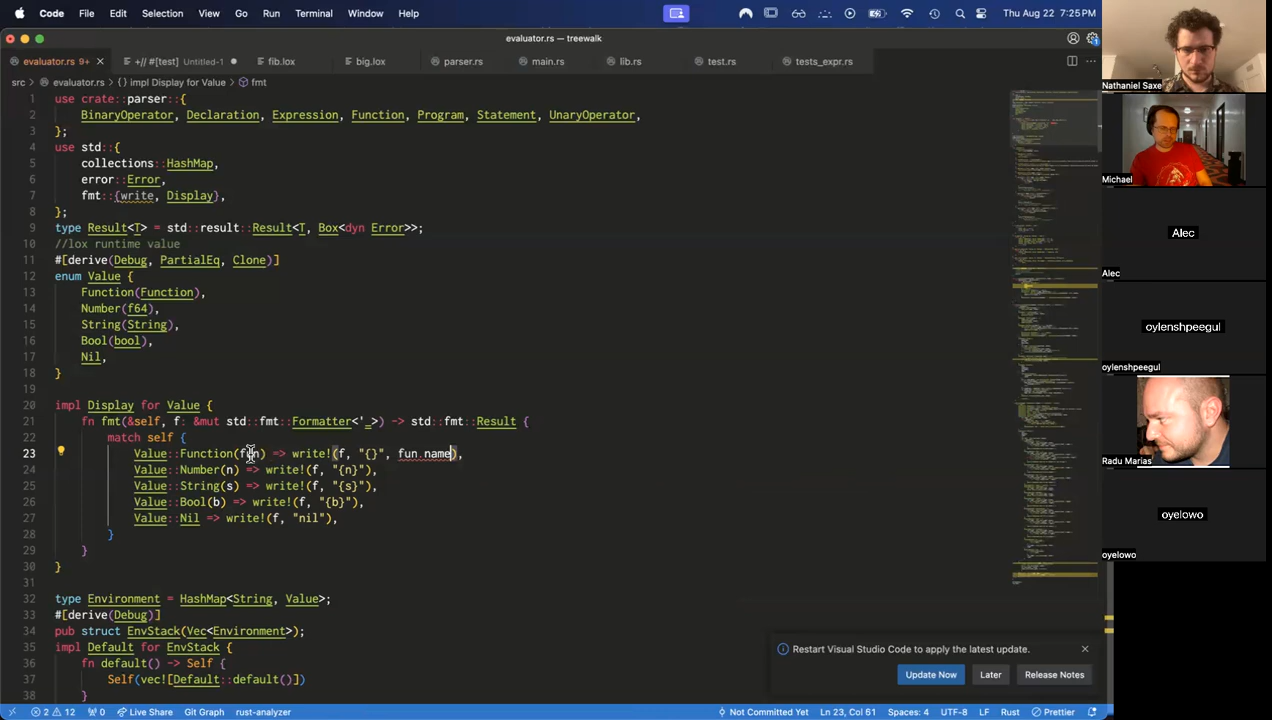 Code File Edit Selection View Go Run Terminal Window Help Thu Aug 22 7:25 PM
evaluator.rs — treewalk
evaluator.rs 9+ +// #[test] Untitled-1 fib.lox big.lox parser.rs main.rs lib.rs test.rs tests_expr.rs
src > evaluator.rs > {} impl Display for Value > fmt
1 use crate::parser::{
2 BinaryOperator, Declaration, Expression, Function, Program, Statement, UnaryOperator,
3 };
4 use std::{
5 collections::HashMap,
6 error::Error,
7 fmt::{write, Display},
8 };
9 type Result<T> = std::result::Result<T, Box<dyn Error>>;
10 //lox runtime value
11 #[derive(Debug, PartialEq, Clone)]
12 enum Value {
13 Function(Function),
14 Number(f64),
15 String(String),
16 Bool(bool),
17 Nil,
18 }
19
20 impl Display for Value {
21 fn fmt(&self, f: &mut std::fmt::Formatter<'_>) -> std::fmt::Result {
22 match self {
23 Value::Function(fun) => write!(f, "{}", fun.name),
24 Value::Number(n) => write!(f, "{n}"),
25 Value::String(s) => write!(f, "{s}"),
26 Value::Bool(b) => write!(f, "{b}"),
27 Value::Nil => write!(f, "nil"),
28 }
29 }
30 }
31
32 type Environment = HashMap<String, Value>;
33 #[derive(Debug)]
34 pub struct EnvStack(Vec<Environment>);
35 impl Default for EnvStack {
36 fn default() -> Self {
37 Self(vec![Default::default()])
38 }
Restart Visual Studio Code to apply the latest update.
Update Now Later Release Notes
2 12 0 Live Share Git Graph rust-analyzer Not Committed Yet Ln 23, Col 61 Spaces: 4 UTF-8 LF Rust Prettier
Nathaniel Saxe
Michael
Alec
Alec
oylenshpeegul
oylenshpeegul
Radu Marias
oyelowo
oyelowo